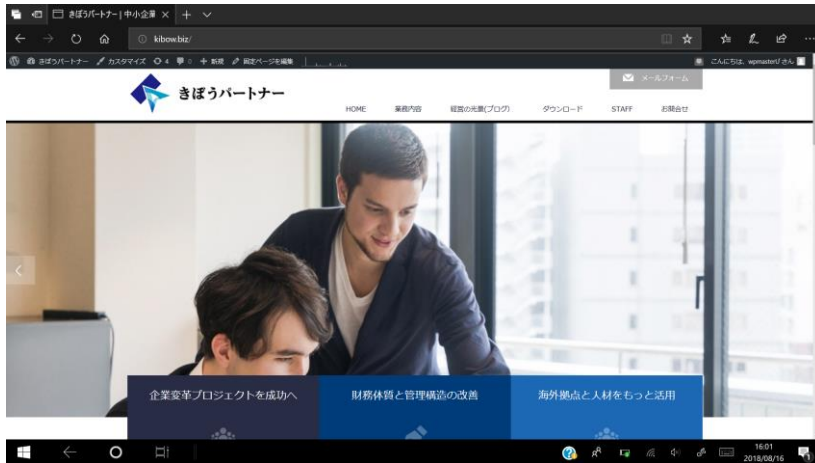 きぼうパートナー | 中小企業
kibow.biz/
きぼうパートナー カスタマイズ 4 0 新規 固定ページを編集 こんにちは、wpmaster さん
メールフォーム
きぼうパートナー
HOME 業務内容 経営の光景(ブログ) ダウンロード STAFF お問合せ
企業変革プロジェクトを成功へ 財務体質と管理構造の改善 海外拠点と人材をもっと活用
16:01
2018/08/16